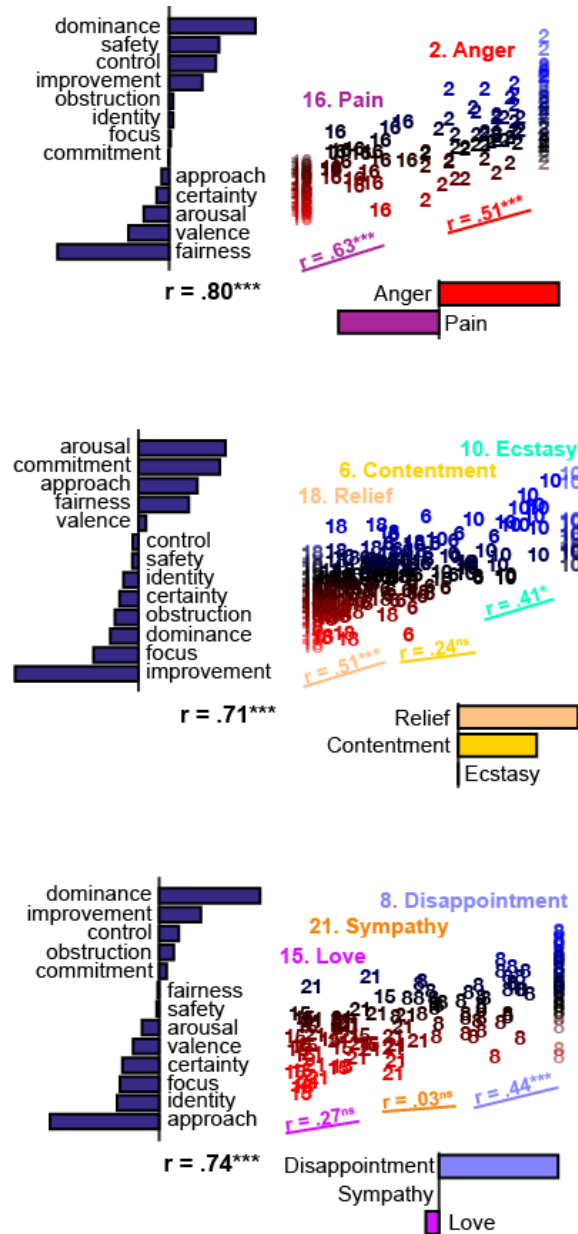 dominance
safety
control
improvement
obstruction
identity
focus
commitment
approach
certainty
arousal
valence
fairness
r = .80***
2. Anger
16. Pain
r = .63***
r = .51***
Anger
Pain
arousal
commitment
approach
fairness
valence
control
safety
identity
certainty
obstruction
dominance
focus
improvement
r = .71***
10. Ecstasy
6. Contentment
18. Relief
r = .51***
r = .24ns
r = .41*
Relief
Contentment
Ecstasy
dominance
improvement
control
obstruction
commitment
fairness
safety
arousal
valence
certainty
focus
identity
approach
r = .74***
8. Disappointment
21. Sympathy
15. Love
r = .27ns
r = .03ns
r = .44***
Disappointment
Sympathy
Love